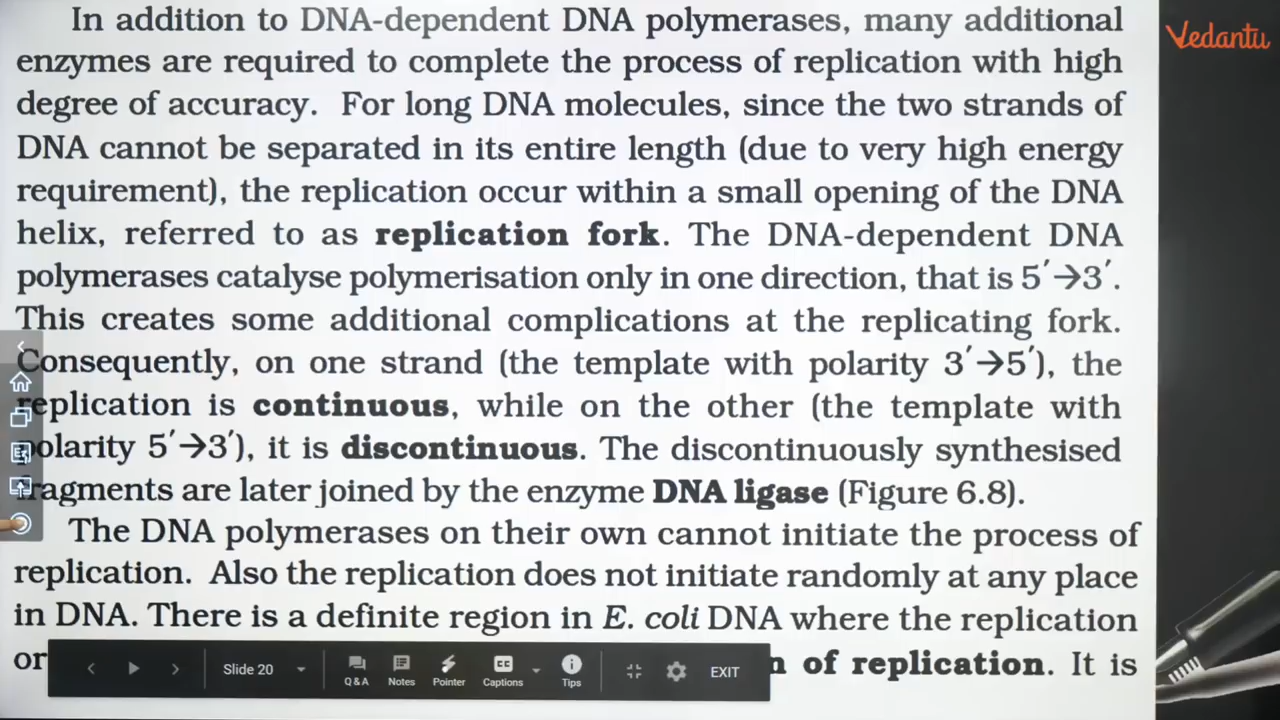 In addition to DNA-dependent DNA polymerases, many additional
enzymes are required to complete the process of replication with high
degree of accuracy. For long DNA molecules, since the two strands of
DNA cannot be separated in its entire length (due to very high energy
requirement), the replication occur within a small opening of the DNA
helix, referred to as replication fork. The DNA-dependent DNA
polymerases catalyse polymerisation only in one direction, that is 5′→3′.
This creates some additional complications at the replicating fork.
Consequently, on one strand (the template with polarity 3′→5′), the
replication is continuous, while on the other (the template with
polarity 5′→3′), it is discontinuous. The discontinuously synthesised
fragments are later joined by the enzyme DNA ligase (Figure 6.8).
The DNA polymerases on their own cannot initiate the process of
replication. Also the replication does not initiate randomly at any place
in DNA. There is a definite region in E. coli DNA where the replication
or of replication. It is
Vedantu
Slide 20
Q&A Notes Pointer Captions Tips
CC
EXIT